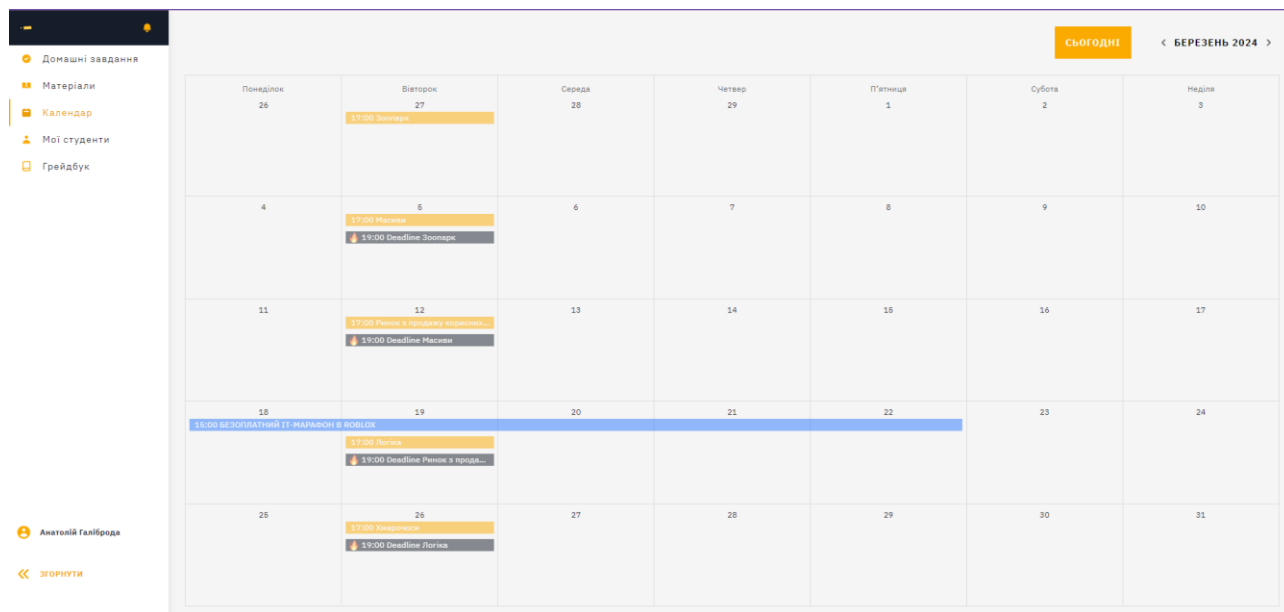 СЬОГОДНІ
< БЕРЕЗЕНЬ 2024 >
Домашні завдання
Матеріали
Календар
Мої студенти
Грейдбук
Понеділок Вівторок Середа Четвер П'ятниця Субота Неділя
26 27 28 29 1 2 3
17:00 Зоопарк
4 5 6 7 8 9 10
17:00 Масиви
19:00 Deadline Зоопарк
11 12 13 14 15 16 17
17:00 Ринок з продажу корисних...
19:00 Deadline Масиви
18 19 20 21 22 23 24
15:00 БЕЗОПЛАТНИЙ ІТ-МАРАФОН В ROBLOX
17:00 Логіка
19:00 Deadline Ринок з прода...
25 26 27 28 29 30 31
17:00 Хмарочоси
19:00 Deadline Логіка
Анатолій Галіброда
ЗГОРНУТИ